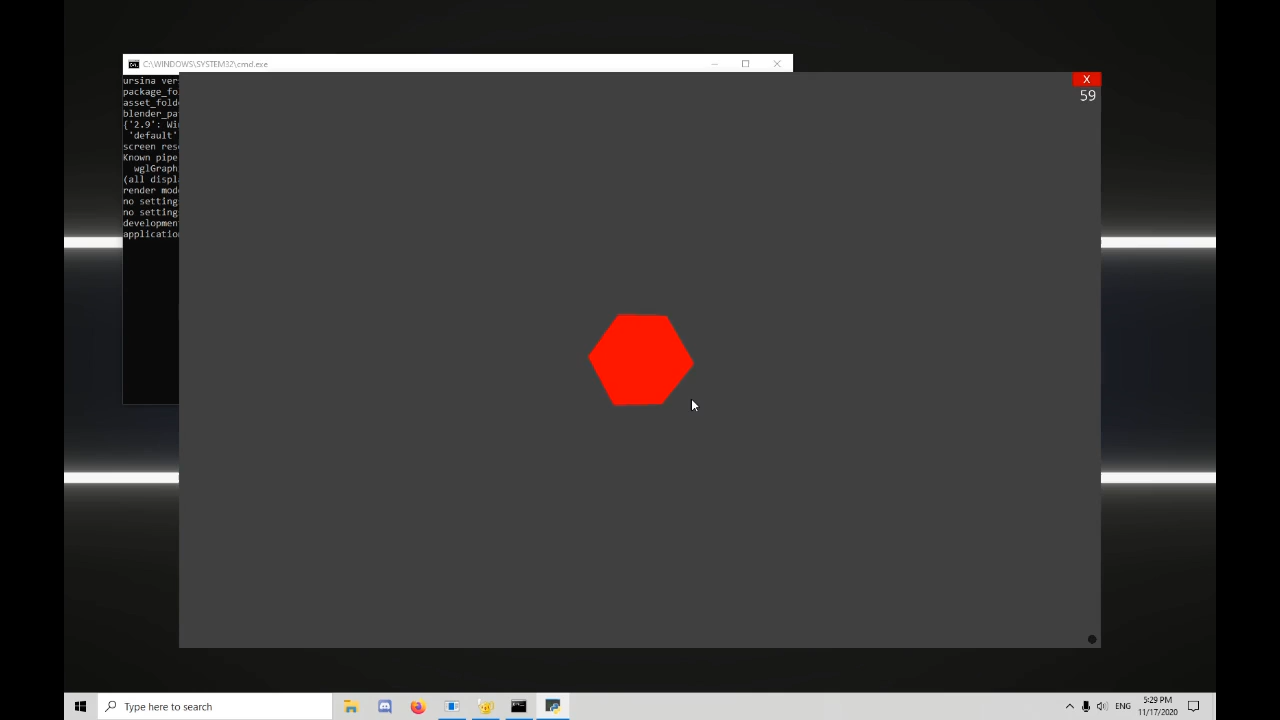 C:\WINDOWS\SYSTEM32\cmd.exe
X
59
ursina ver
package_fo
asset_fold
blender_pa
{'2.9': Wi
'default'
screen res
Known pipe
wglGraph
(all displ
render mod
no setting
no setting
developmen
applicatio
Type here to search
ENG
5:29 PM
11/17/2020